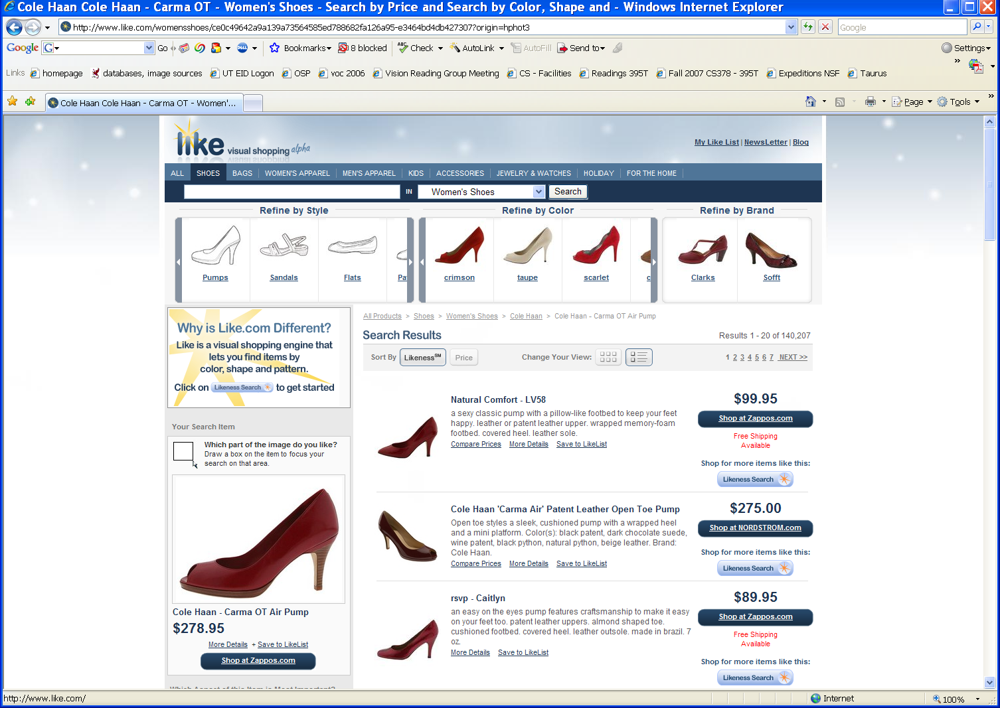 Cole Haan Cole Haan - Carma OT - Women's Shoes - Search by Price and Search by Color, Shape and - Windows Internet Explorer
http://www.like.com/womensshoes/ce0c49642a9a139a73564585ed788682fa126a95-e3464bd4db427307?origin=hphot3
Google
Google G Go Bookmarks 8 blocked ABC Check AutoLink AutoFill Send to Settings
Links homepage databases, image sources UT EID Logon OSP voc 2006 Vision Reading Group Meeting CS - Facilities Readings 395T Fall 2007 CS378 - 395T Expeditions NSF Taurus
Cole Haan Cole Haan - Carma OT - Women'... Page Tools
like visual shopping alpha
My Like List | NewsLetter | Blog
ALL SHOES BAGS WOMEN'S APPAREL MEN'S APPAREL KIDS ACCESSORIES JEWELRY & WATCHES HOLIDAY FOR THE HOME
IN Women's Shoes Search
Refine by Style Refine by Color Refine by Brand
Pumps Sandals Flats Pa crimson taupe scarlet c Clarks Sofft
Why is Like.com Different?
Like is a visual shopping engine that
lets you find items by
color, shape and pattern.
Click on Likeness Search to get started
Your Search Item
Which part of the image do you like?
Draw a box on the item to focus your
search on that area.
Cole Haan - Carma OT Air Pump
$278.95
More Details + Save to LikeList
Shop at Zappos.com
Which Aspect of this Item is Most Important?
All Products > Shoes > Women's Shoes > Cole Haan > Cole Haan - Carma OT Air Pump
Search Results Results 1 - 20 of 140,207
Sort By Likeness SM Price Change Your View: 1 2 3 4 5 6 7 NEXT >>
Natural Comfort - LV58
a sexy classic pump with a pillow-like footbed to keep your feet
happy. leather or patent leather upper. wrapped memory-foam
footbed. covered heel. leather sole.
Compare Prices More Details Save to LikeList
$99.95
Shop at Zappos.com
Free Shipping
Available
Shop for more items like this:
Likeness Search
Cole Haan 'Carma Air' Patent Leather Open Toe Pump
Open toe styles a sleek, cushioned pump with a wrapped heel
and a mini platform. Color(s): black patent, dark chocolate suede,
wine patent, black python, natural python, beige leather. Brand:
Cole Haan.
Compare Prices More Details Save to LikeList
$275.00
Shop at NORDSTROM.com
Shop for more items like this:
Likeness Search
rsvp - Caitlyn
an easy on the eyes pump features craftsmanship to make it easy
on your feet too. patent leather uppers. almond shaped toe.
cushioned footbed. covered heel. leather outsole. made in brazil. 7
oz.
More Details Save to LikeList
$89.95
Shop at Zappos.com
Free Shipping
Available
Shop for more items like this:
Likeness Search
http://www.like.com/ Internet 100%